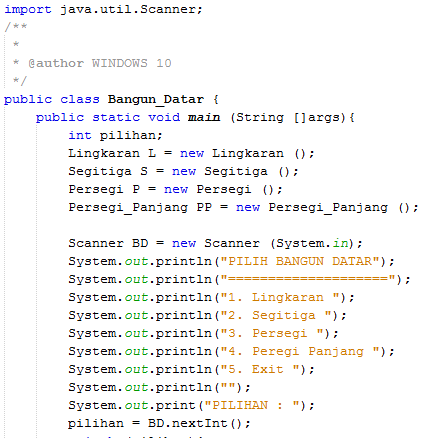 import java.util.Scanner;
/**
 *
 * @author WINDOWS 10
 */
public class Bangun_Datar {
    public static void main (String []args){
        int pilihan;
        Lingkaran L = new Lingkaran ();
        Segitiga S = new Segitiga ();
        Persegi P = new Persegi ();
        Persegi_Panjang PP = new Persegi_Panjang ();

        Scanner BD = new Scanner (System.in);
        System.out.println("PILIH BANGUN DATAR");
        System.out.println("====================");
        System.out.println("1. Lingkaran ");
        System.out.println("2. Segitiga ");
        System.out.println("3. Persegi ");
        System.out.println("4. Peregi Panjang ");
        System.out.println("5. Exit ");
        System.out.println("");
        System.out.print("PILIHAN : ");
        pilihan = BD.nextInt();